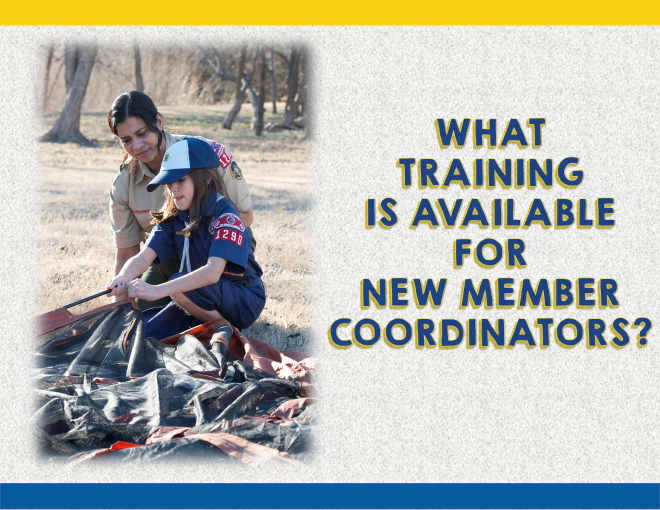 WHAT
TRAINING
IS AVAILABLE
FOR
NEW MEMBER
COORDINATORS?
1290